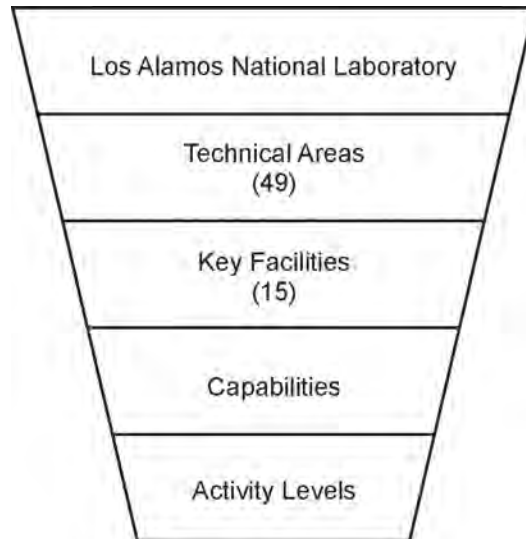 Los Alamos National Laboratory
Technical Areas
(49)
Key Facilities
(15)
Capabilities
Activity Levels